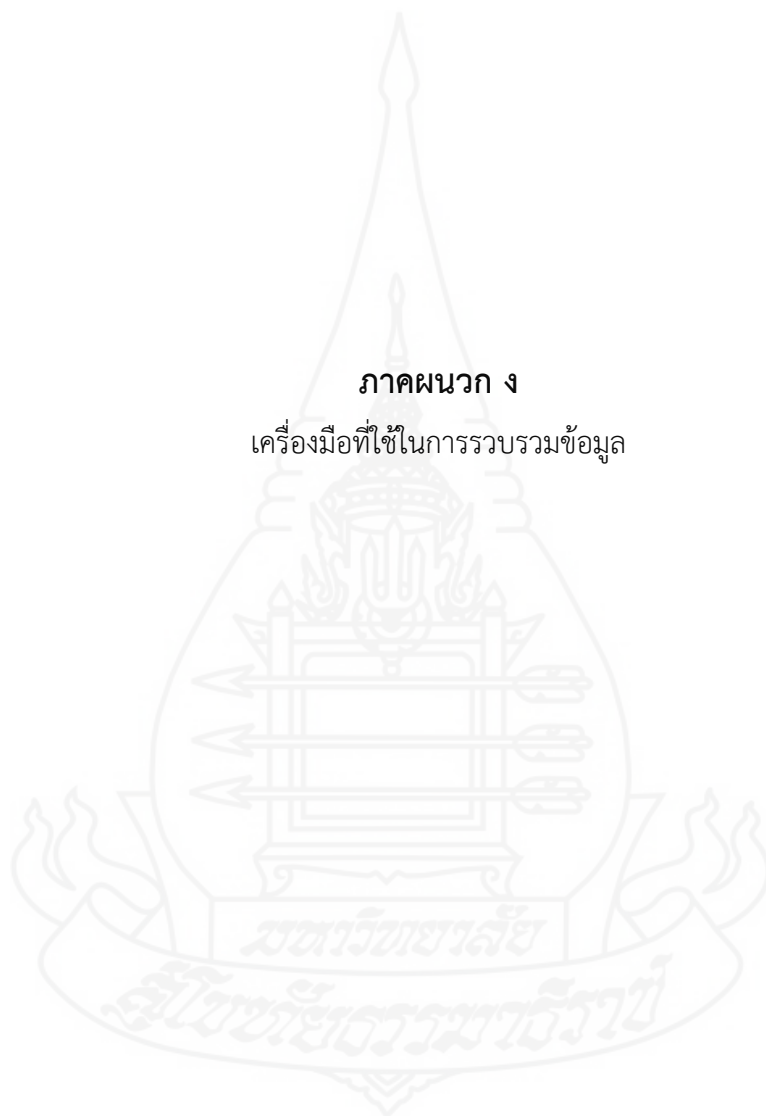 ภาคผนวก ง
เครื่องมือที่ใช้ในการรวบรวมข้อมูล
มหาวิทยาลัย
สุโขทัยธรรมาธิราช